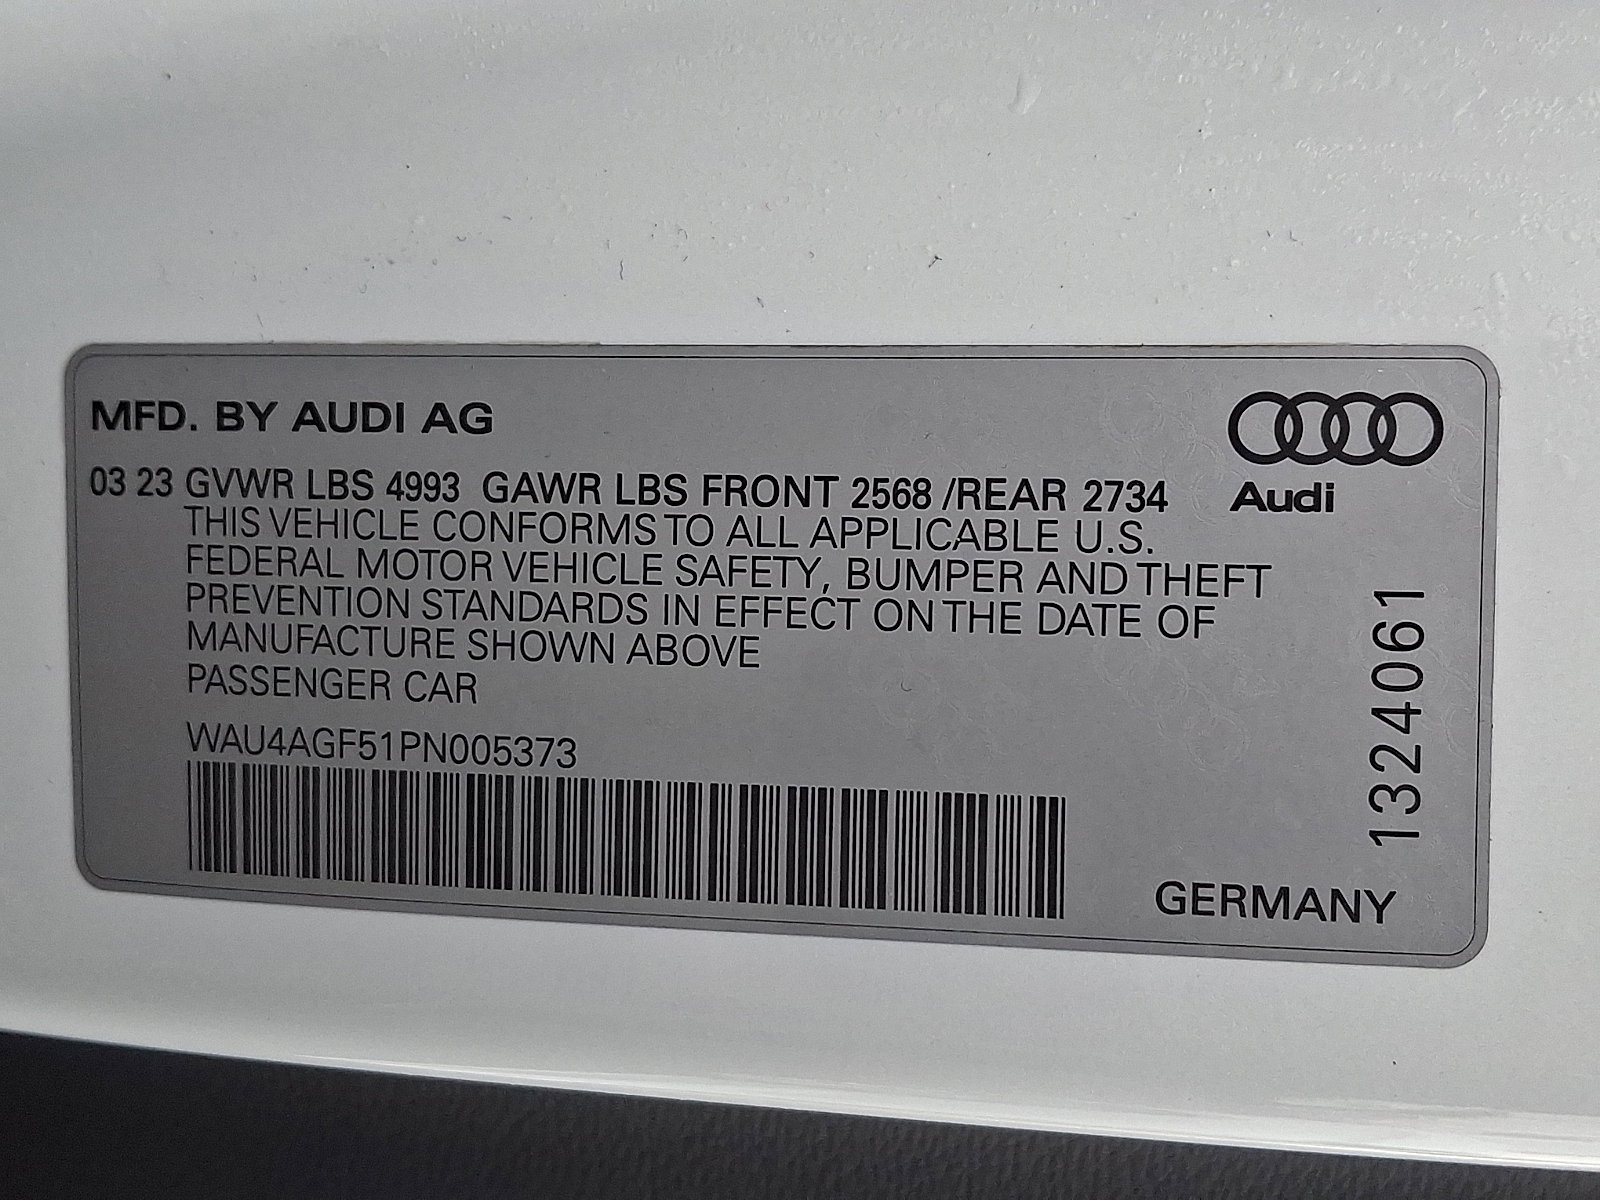 MFD. BY AUDI AG
03 23 GVWR LBS 4993 GAWR LBS FRONT 2568 /REAR 2734
Audi
THIS VEHICLE CONFORMS TO ALL APPLICABLE U.S.
FEDERAL MOTOR VEHICLE SAFETY, BUMPER AND THEFT
PREVENTION STANDARDS IN EFFECT ON THE DATE OF
MANUFACTURE SHOWN ABOVE
PASSENGER CAR
WAU4AGF51PN005373
1324061
GERMANY